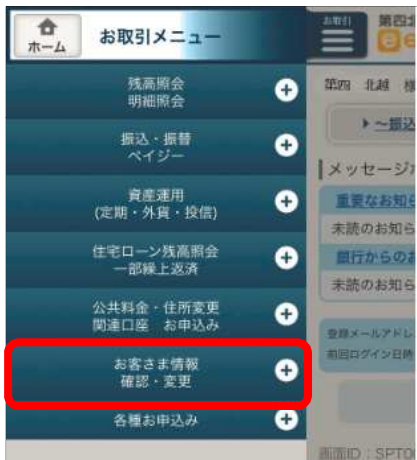 ホーム
お取引メニュー
残高照会
明細照会
振込・振替
ペイジー
資産運用
(定期・外貨・投信)
住宅ローン残高照会
一部繰上返済
公共料金・住所変更
関連口座 お申込み
お客さま情報
確認・変更
各種お申込み
お取引
第四
第四 北越 様
〜振込
メッセージ
重要なお知ら
未読のお知ら
銀行からのお
未読のお知ら
登録メールアドレ
前回ログイン日時
画面ID:SPT0